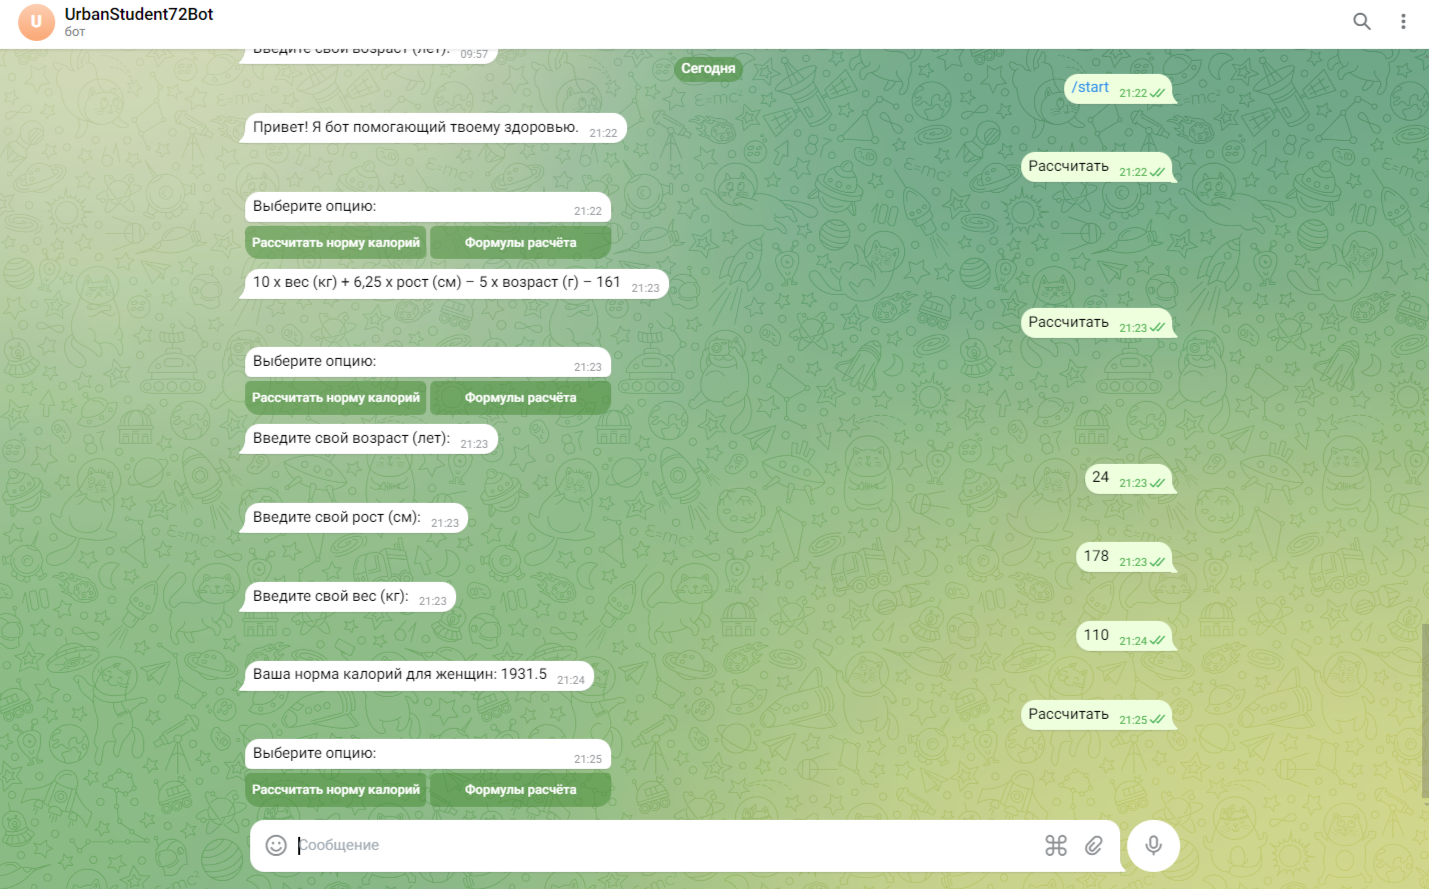 U
UrbanStudent72Bot
бот
Введите свой возраст (лет): 09:57
Сегодня
/start 21:22
Привет! Я бот помогающий твоему здоровью. 21:22
Рассчитать 21:22
Выберите опцию: 21:22
Рассчитать норму калорий Формулы расчёта
10 x вес (кг) + 6,25 x рост (см) – 5 x возраст (г) – 161 21:23
Рассчитать 21:23
Выберите опцию: 21:23
Рассчитать норму калорий Формулы расчёта
Введите свой возраст (лет): 21:23
24 21:23
Введите свой рост (см): 21:23
178 21:23
Введите свой вес (кг): 21:23
110 21:24
Ваша норма калорий для женщин: 1931.5 21:24
Рассчитать 21:25
Выберите опцию: 21:25
Рассчитать норму калорий Формулы расчёта
Сообщение